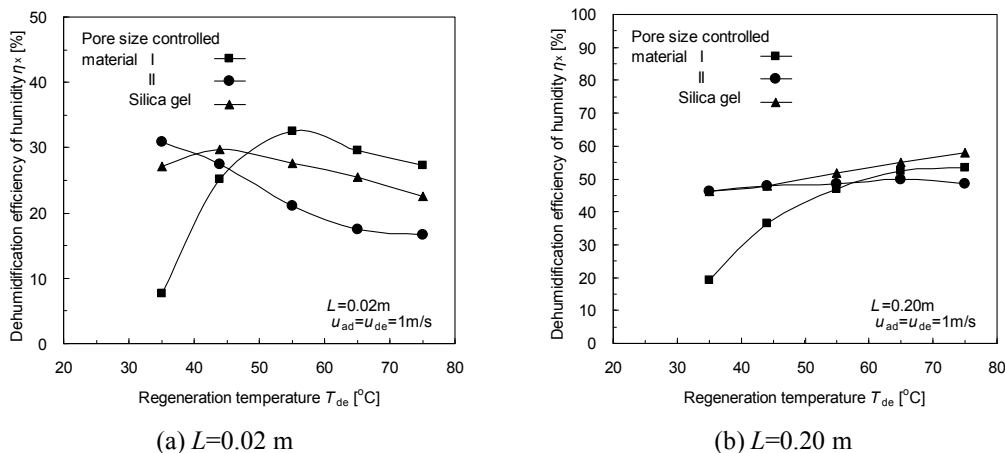 50
40
30
20
10
0
Dehumidification efficiency of humidity ηx [%]
Pore size controlled
material I
II
Silica gel
L=0.02m
uad=ude=1m/s
20 30 40 50 60 70 80
Regeneration temperature Tde [oC]
(a) L=0.02 m
100
90
80
70
60
50
40
30
20
10
0
Dehumidification efficiency of humidity ηx [%]
Pore size controlled
material I
II
Silica gel
L=0.20m
uad=ude=1m/s
20 30 40 50 60 70 80
Regeneration temperature Tde [oC]
(b) L=0.20 m